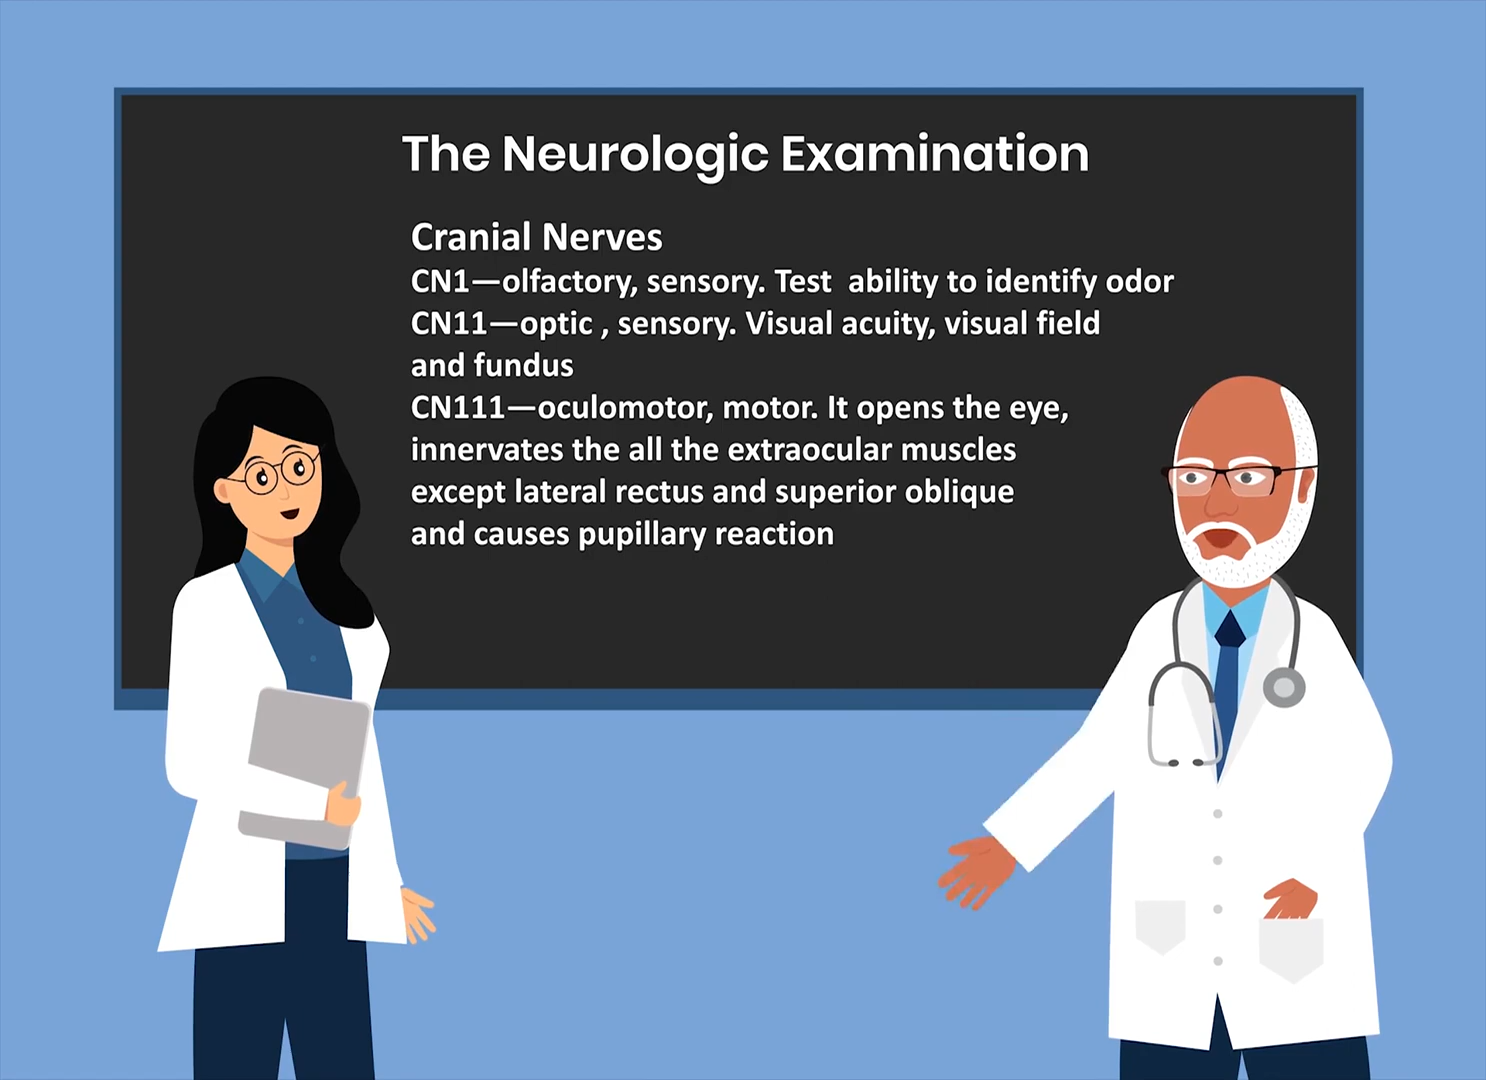 The Neurologic Examination
Cranial Nerves
CN1—olfactory, sensory. Test  ability to identify odor
CN11—optic , sensory. Visual acuity, visual field
and fundus
CN111—oculomotor, motor. It opens the eye,
innervates the all the extraocular muscles
except lateral rectus and superior oblique
and causes pupillary reaction